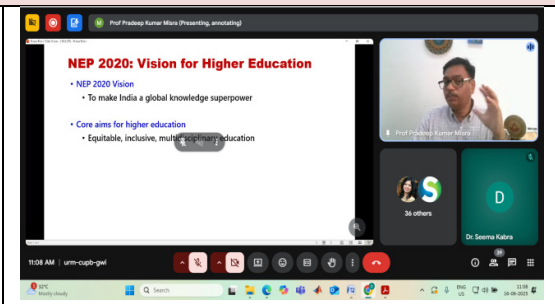 Prof Pradeep Kumar Misra (Presenting, annotating)
NEP 2020: Vision for Higher Education
• NEP 2020 Vision
• To make India a global knowledge superpower
• Core aims for higher education
• Equitable, inclusive, multidisciplinary education
Prof Pradeep Kumar Misra
S
36 others
D
Dr. Seema Kabra
11:08 AM | urm-cupb-gwi
39
32°C
Mostly cloudy
Search
ENG
US
11:08
16-08-2025